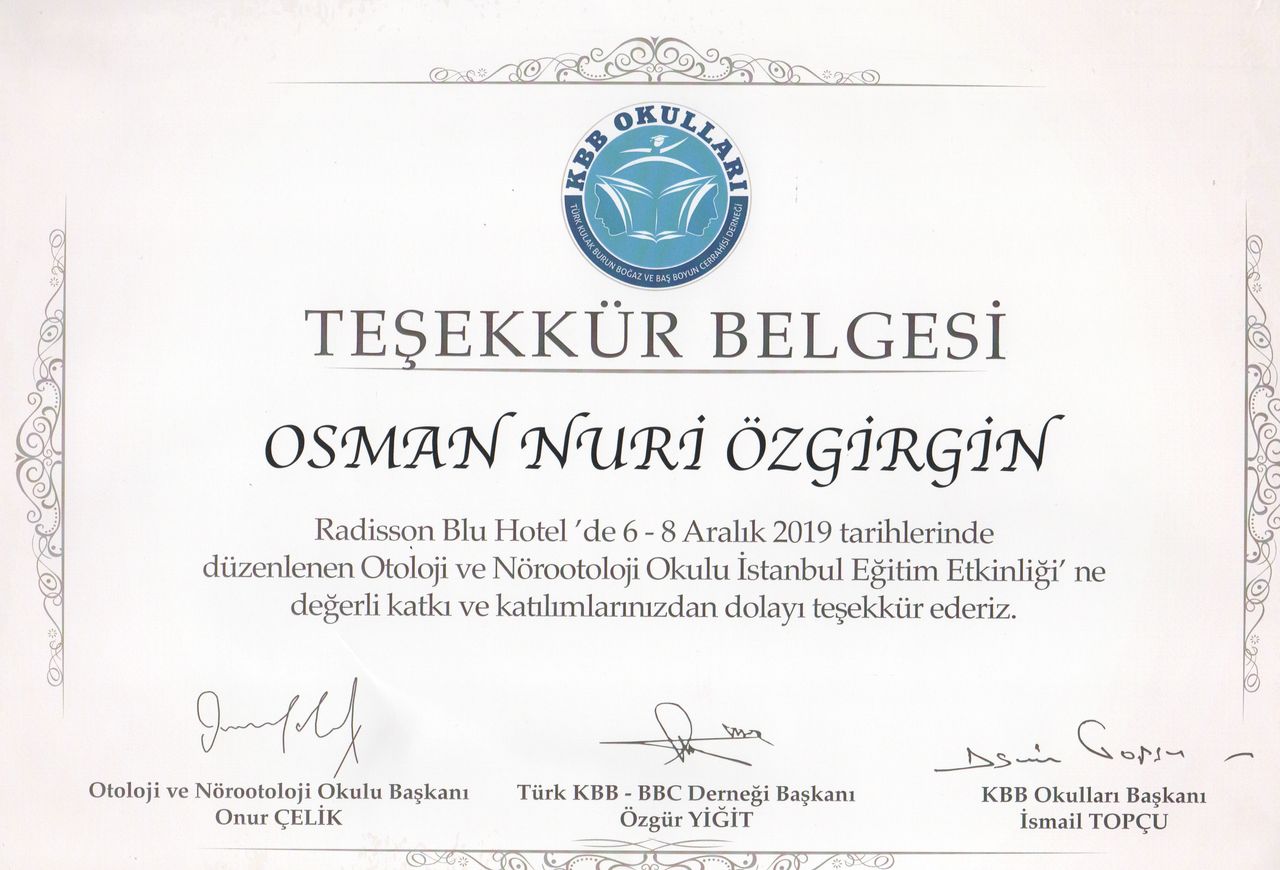 KBB OKULLARI
TÜRK KULAK BURUN BOĞAZ VE BAŞ BOYUN CERRAHİSİ DERNEĞİ
TEŞEKKÜR BELGESİ
OSMAN NURİ ÖZGİRGİN
Radisson Blu Hotel ’de 6 - 8 Aralık 2019 tarihlerinde
düzenlenen Otoloji ve Nörootoloji Okulu İstanbul Eğitim Etkinliği’ ne
değerli katkı ve katılımlarınızdan dolayı teşekkür ederiz.
Otoloji ve Nörootoloji Okulu Başkanı
Onur ÇELİK
Türk KBB - BBC Derneği Başkanı
Özgür YİĞİT
KBB Okulları Başkanı
İsmail TOPÇU